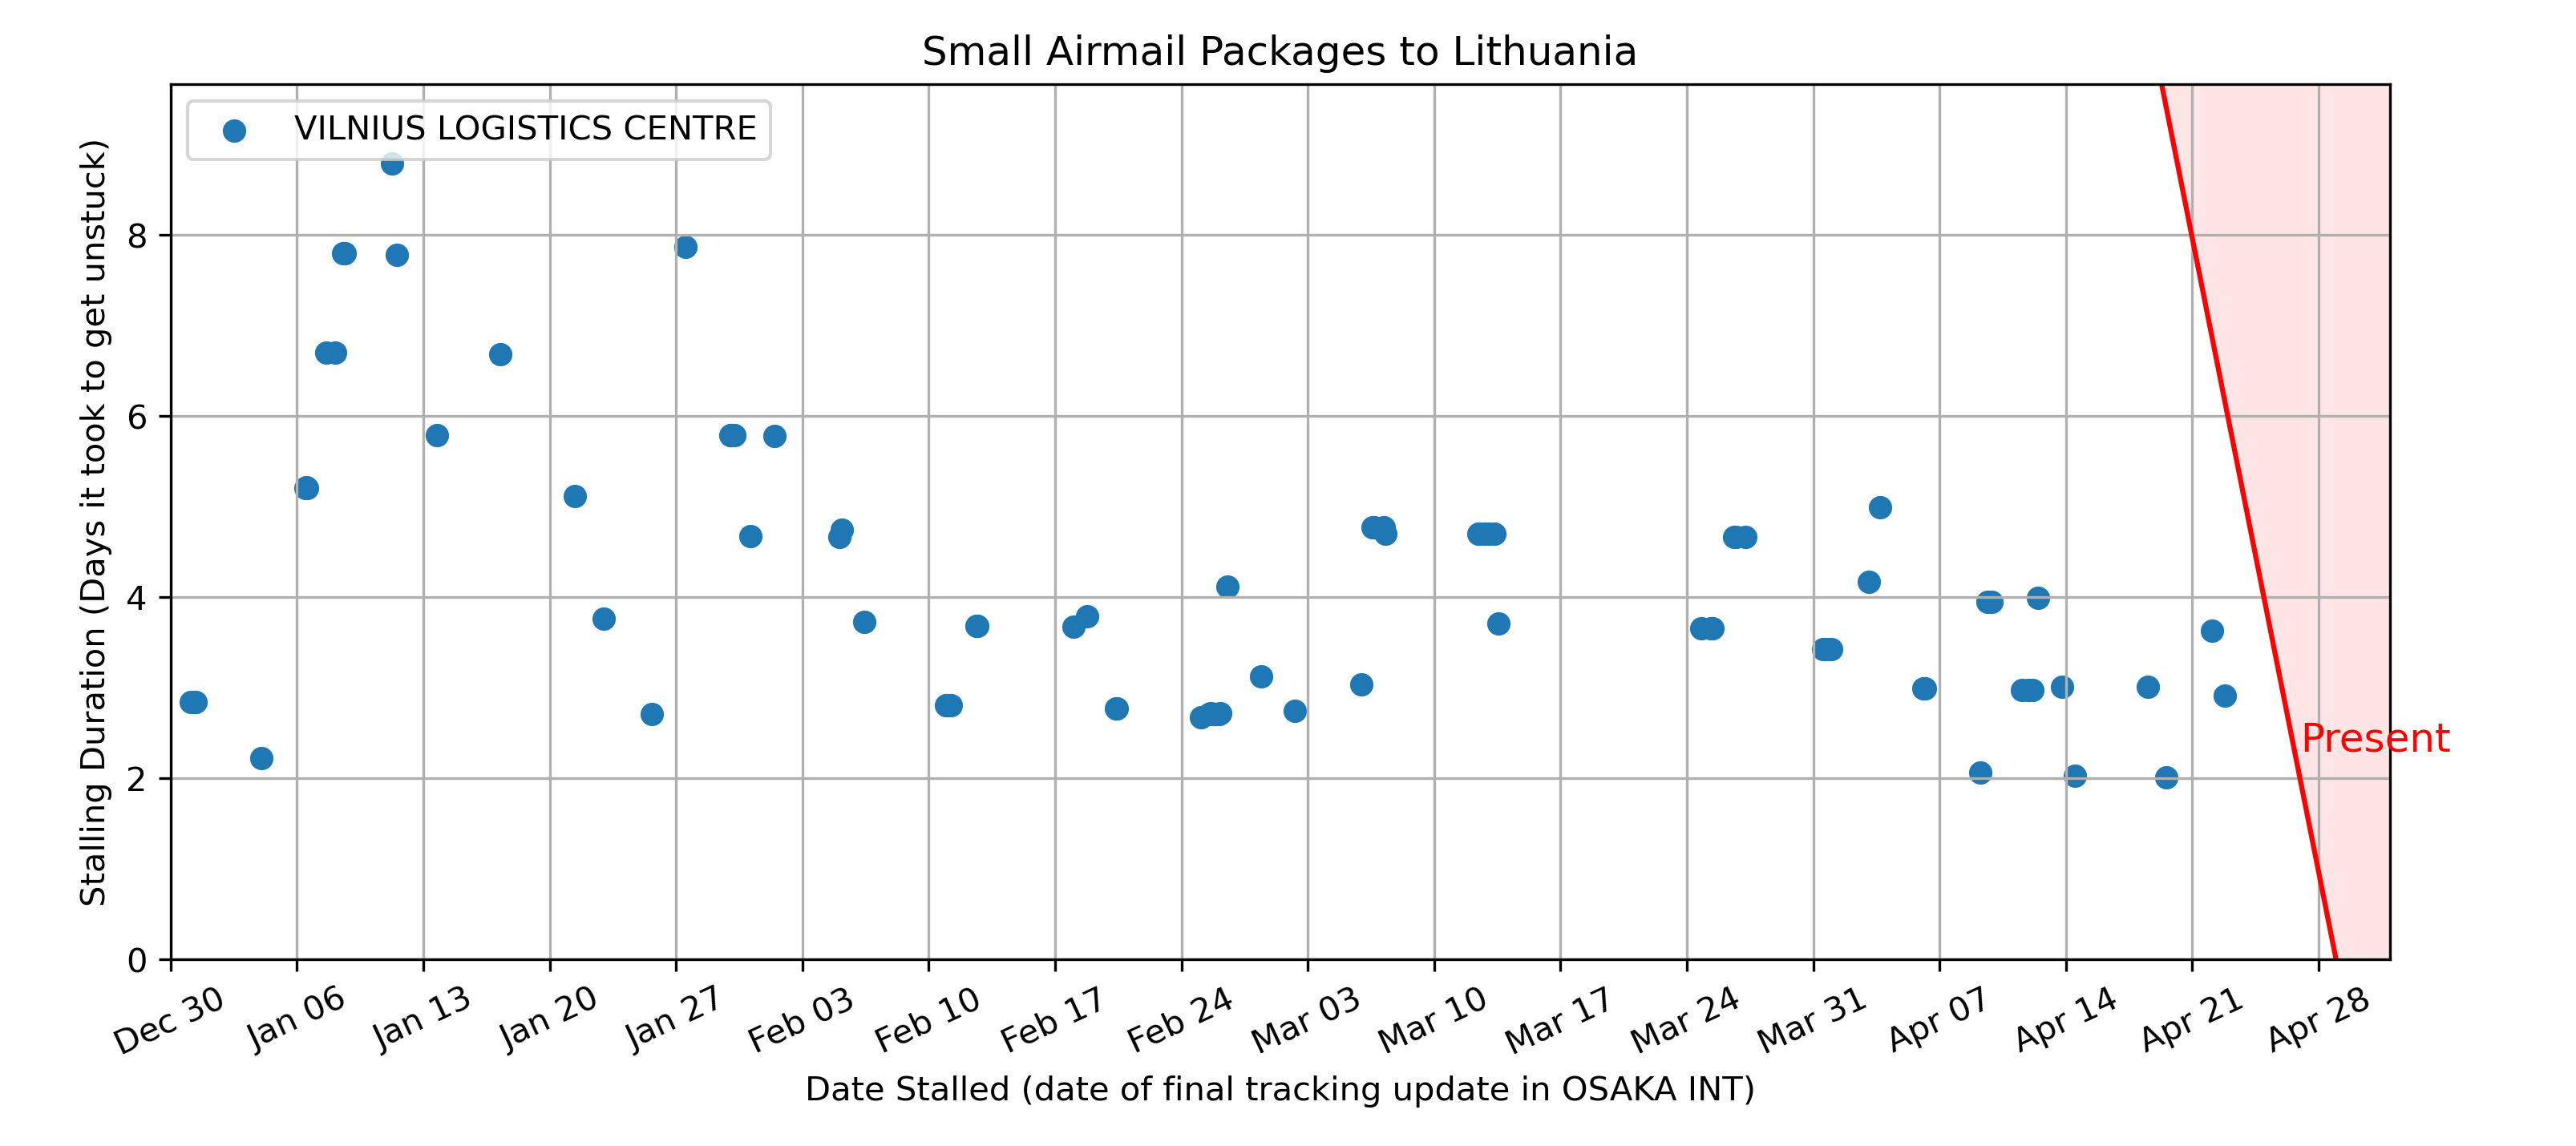 Small Airmail Packages to Lithuania
VILNIUS LOGISTICS CENTRE
Stalling Duration (Days it took to get unstuck)
8
6
4
2
0
Present
Dec 30
Jan 06
Jan 13
Jan 20
Jan 27
Feb 03
Feb 10
Feb 17
Feb 24
Mar 03
Mar 10
Mar 17
Mar 24
Mar 31
Apr 07
Apr 14
Apr 21
Apr 28
Date Stalled (date of final tracking update in OSAKA INT)